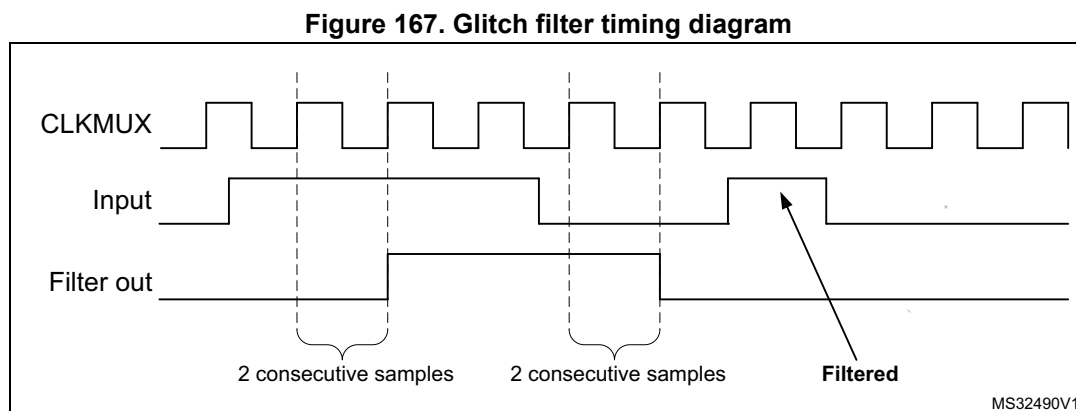 Figure 167. Glitch filter timing diagram
CLKMUX
Input
Filter out
2 consecutive samples
2 consecutive samples
Filtered
MS32490V1